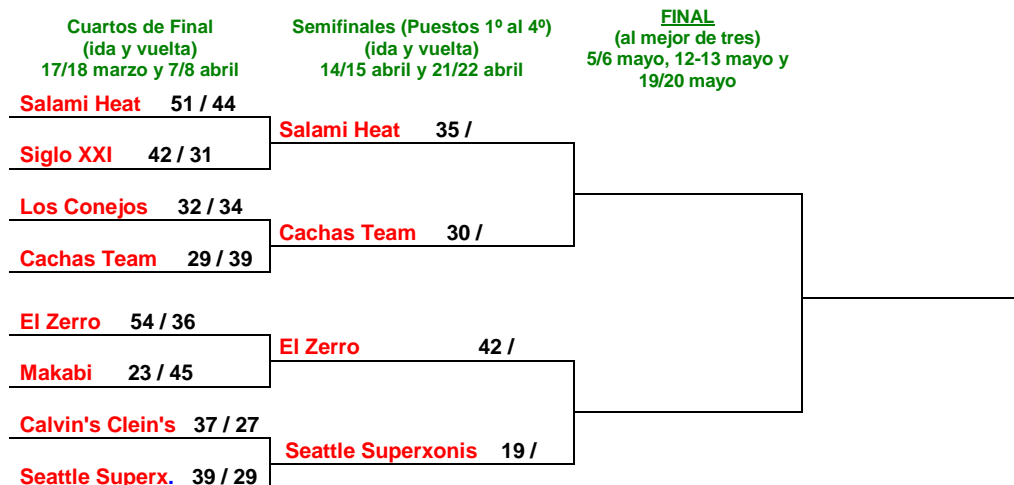 Cuartos de Final
(ida y vuelta)
17/18 marzo y 7/8 abril
Semifinales (Puestos 1º al 4º)
(ida y vuelta)
14/15 abril y 21/22 abril
FINAL
(al mejor de tres)
5/6 mayo, 12-13 mayo y
19/20 mayo
Salami Heat 51 / 44
Siglo XXI 42 / 31
Los Conejos 32 / 34
Cachas Team 29 / 39
El Zerro 54 / 36
Makabi 23 / 45
Calvin's Clein's 37 / 27
Seattle Superx. 39 / 29
Salami Heat 35 /
Cachas Team 30 /
El Zerro 42 /
Seattle Superxonis 19 /